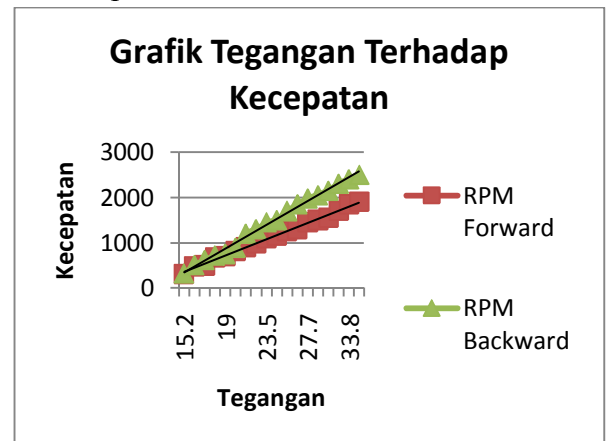 Grafik Tegangan Terhadap
Kecepatan
3000
2000
1000
0
Kecepatan
15.2
19
23.5
27.7
33.8
Tegangan
RPM
Forward
RPM
Backward